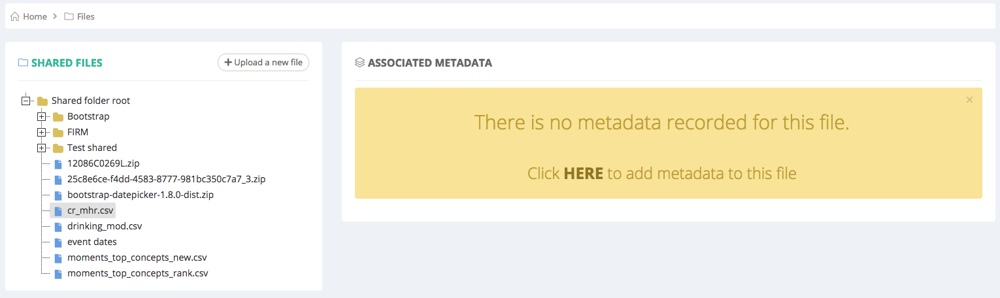 Home > Files
SHARED FILES
+ Upload a new file
Shared folder root
Bootstrap
FIRM
Test shared
12086C0269L.zip
25c8e6ce-f4dd-4583-8777-981bc350c7a7_3.zip
bootstrap-datepicker-1.8.0-dist.zip
cr_mhr.csv
drinking_mod.csv
event dates
moments_top_concepts_new.csv
moments_top_concepts_rank.csv
ASSOCIATED METADATA
×
There is no metadata recorded for this file.
Click HERE to add metadata to this file